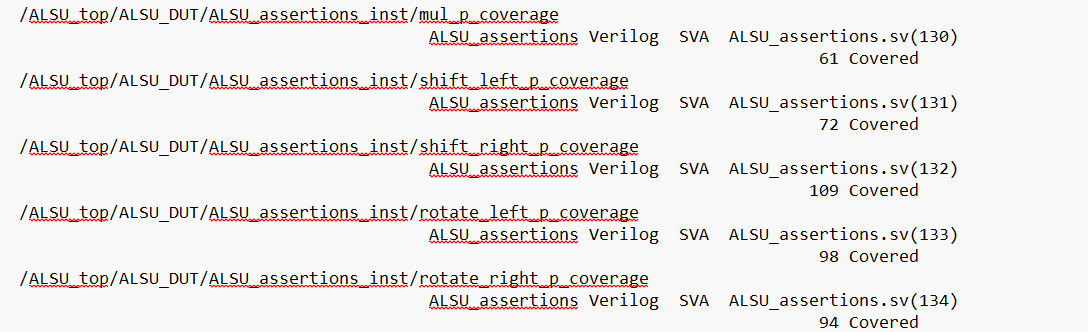 /ALSU_top/ALSU_DUT/ALSU_assertions_inst/mul_p_coverage
ALSU_assertions Verilog SVA ALSU_assertions.sv(130)
61 Covered
/ALSU_top/ALSU_DUT/ALSU_assertions_inst/shift_left_p_coverage
ALSU_assertions Verilog SVA ALSU_assertions.sv(131)
72 Covered
/ALSU_top/ALSU_DUT/ALSU_assertions_inst/shift_right_p_coverage
ALSU_assertions Verilog SVA ALSU_assertions.sv(132)
109 Covered
/ALSU_top/ALSU_DUT/ALSU_assertions_inst/rotate_left_p_coverage
ALSU_assertions Verilog SVA ALSU_assertions.sv(133)
98 Covered
/ALSU_top/ALSU_DUT/ALSU_assertions_inst/rotate_right_p_coverage
ALSU_assertions Verilog SVA ALSU_assertions.sv(134)
94 Covered